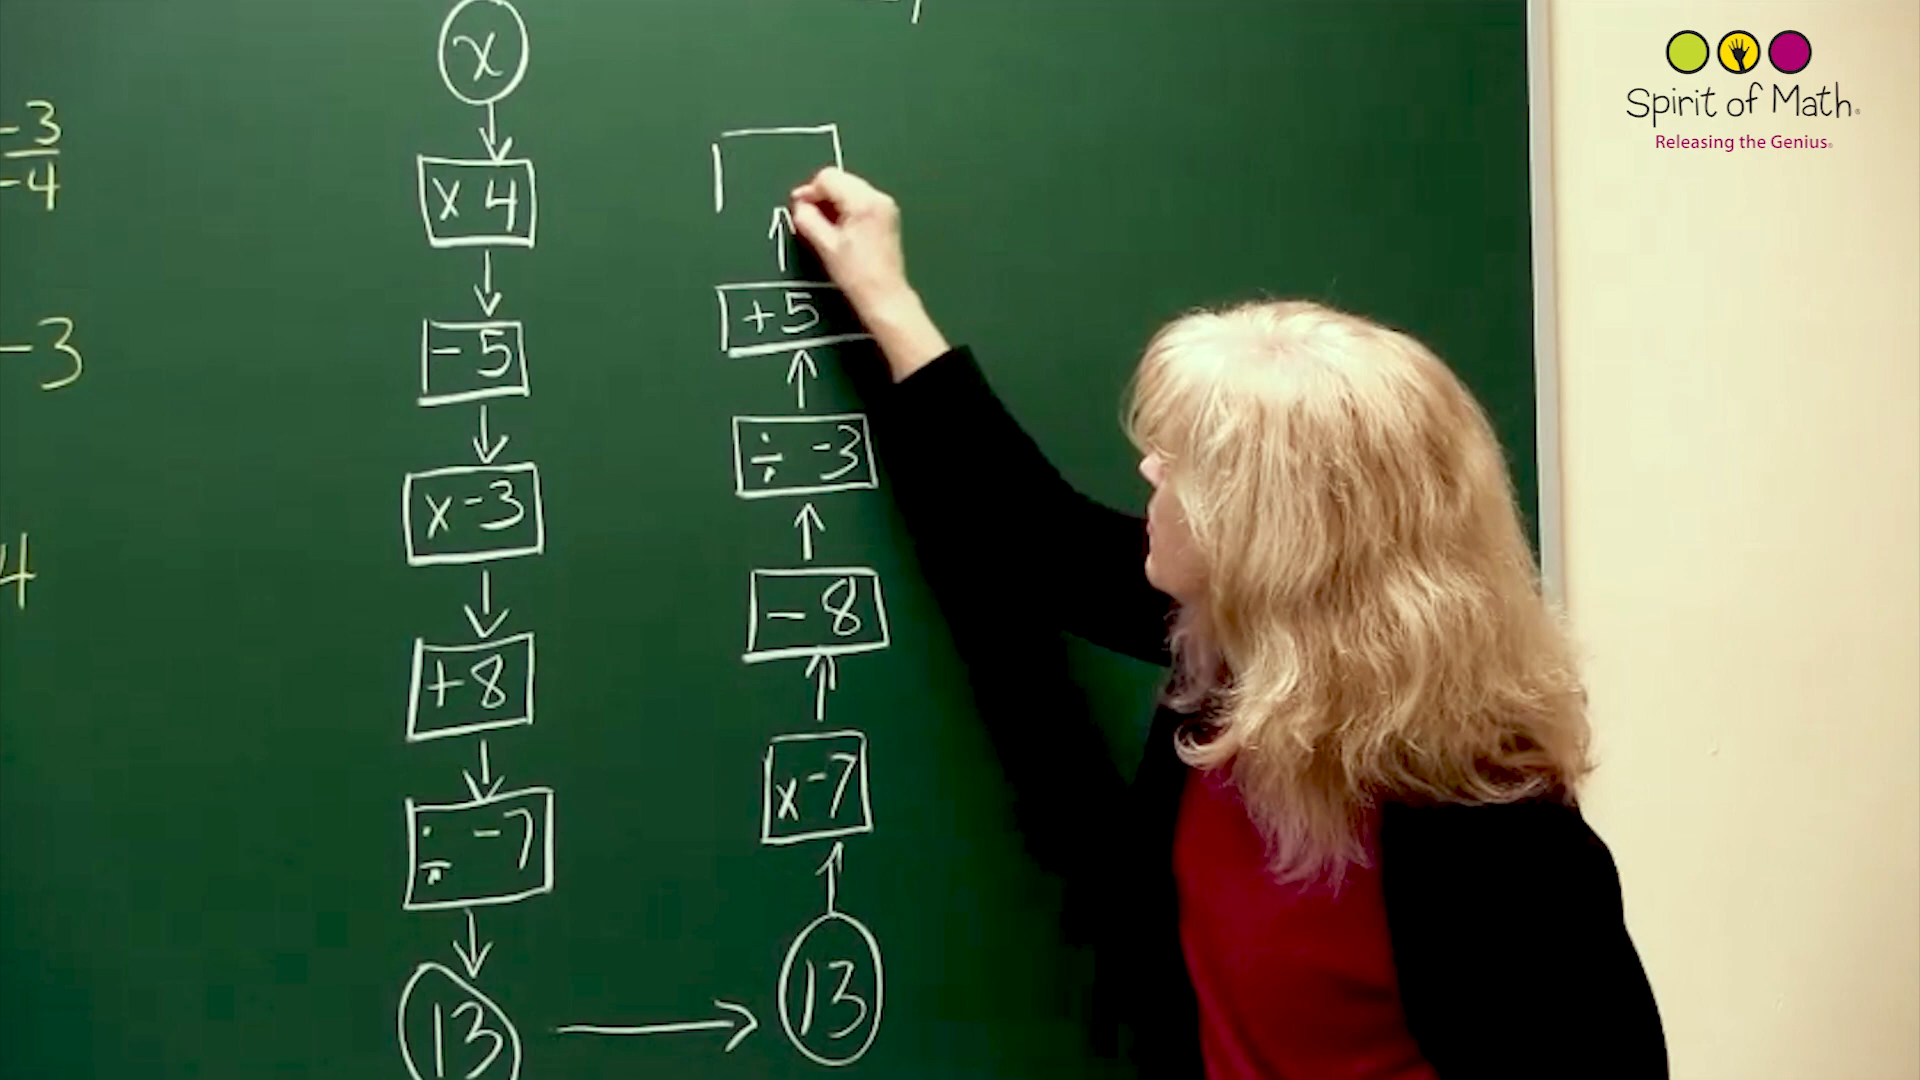 -3
-4
-3
4
x
x 4
- 5
x -3
+8
÷ -7
13
+5
÷ -3
- 8
x -7
13
Spirit of Math
Releasing the Genius